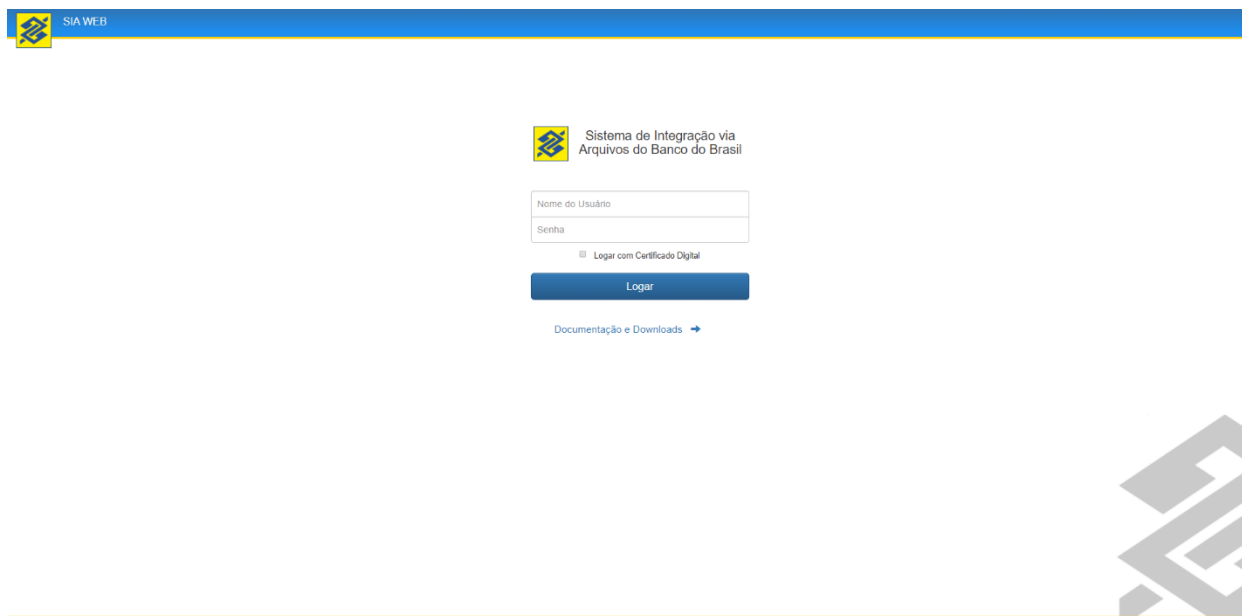 SIA WEB
Sistema de Integração via
Arquivos do Banco do Brasil
Nome do Usuário
Senha
Logar com Certificado Digital
Logar
Documentação e Downloads